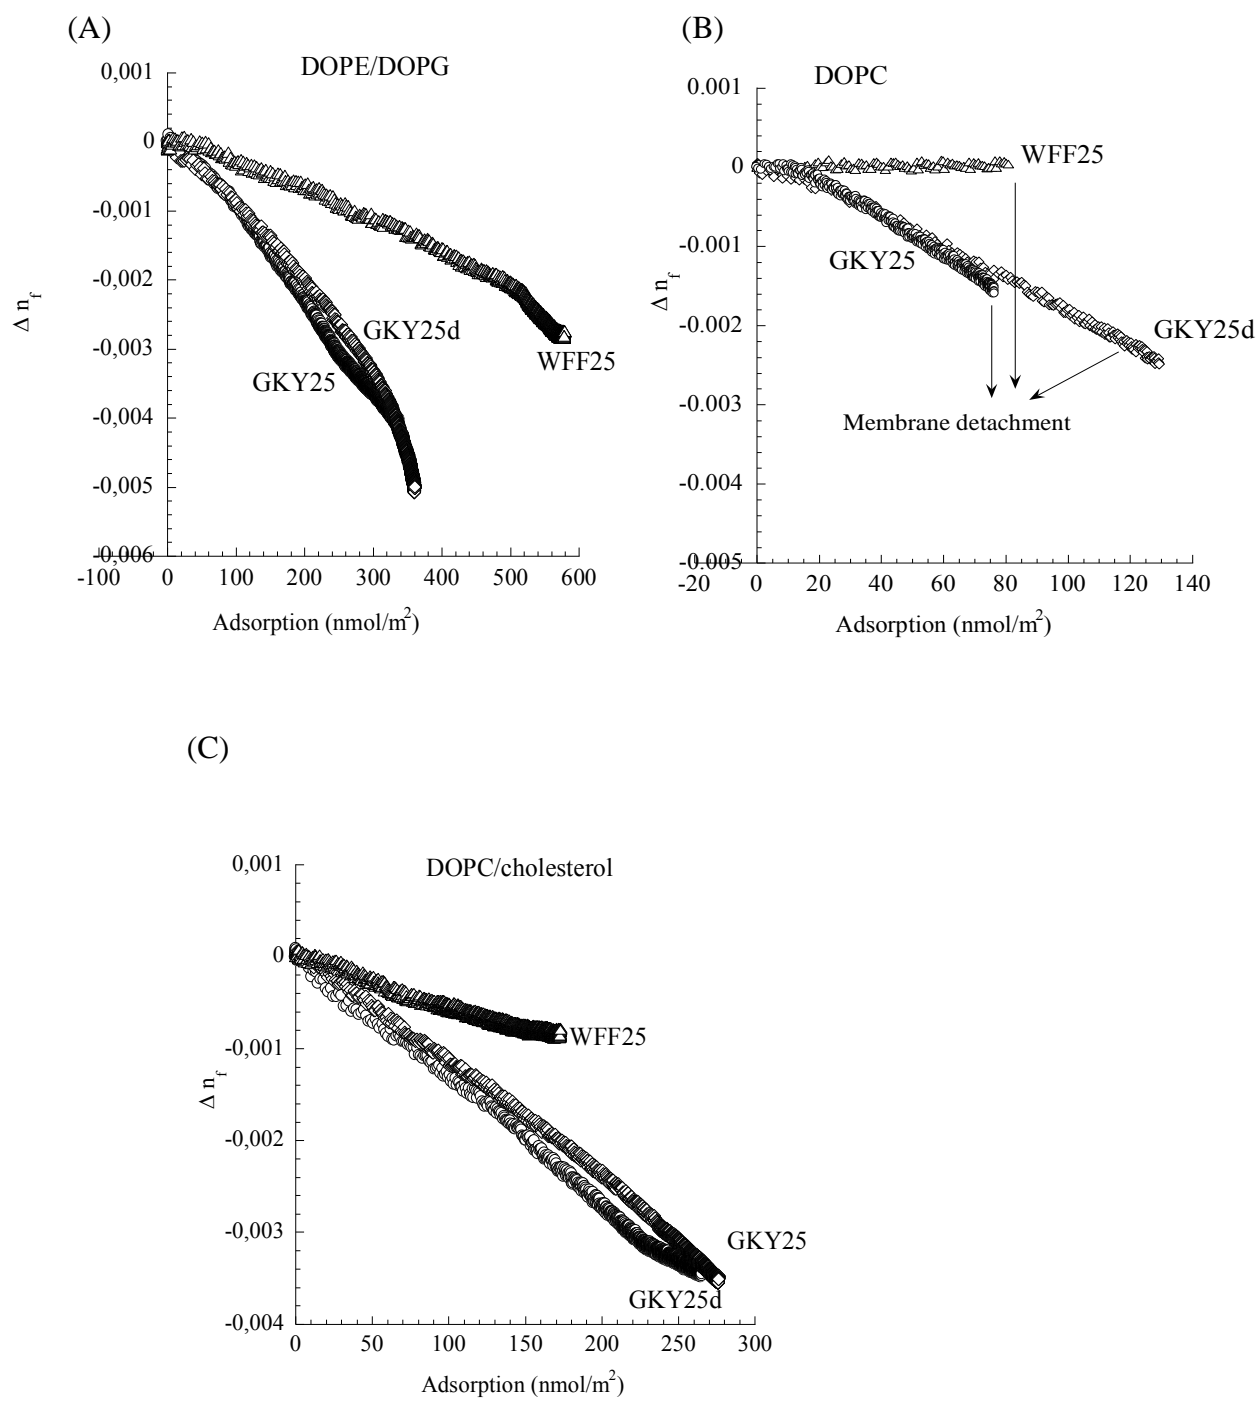 (A)
DOPE/DOPG
0,001
0
-0,001
-0,002
-0,003
-0,004
-0,005
-0,006
Δ n_f
GKY25d
GKY25
WFF25
-100 0 100 200 300 400 500 600
Adsorption (nmol/m²)
(B)
DOPC
0.001
0
-0.001
-0.002
-0.003
-0.004
-0.005
Δ n_f
WFF25
GKY25
GKY25d
Membrane detachment
-20 0 20 40 60 80 100 120 140
Adsorption (nmol/m²)
(C)
DOPC/cholesterol
0,001
0
-0,001
-0,002
-0,003
-0,004
Δ n_f
WFF25
GKY25
GKY25d
0 50 100 150 200 250 300
Adsorption (nmol/m²)